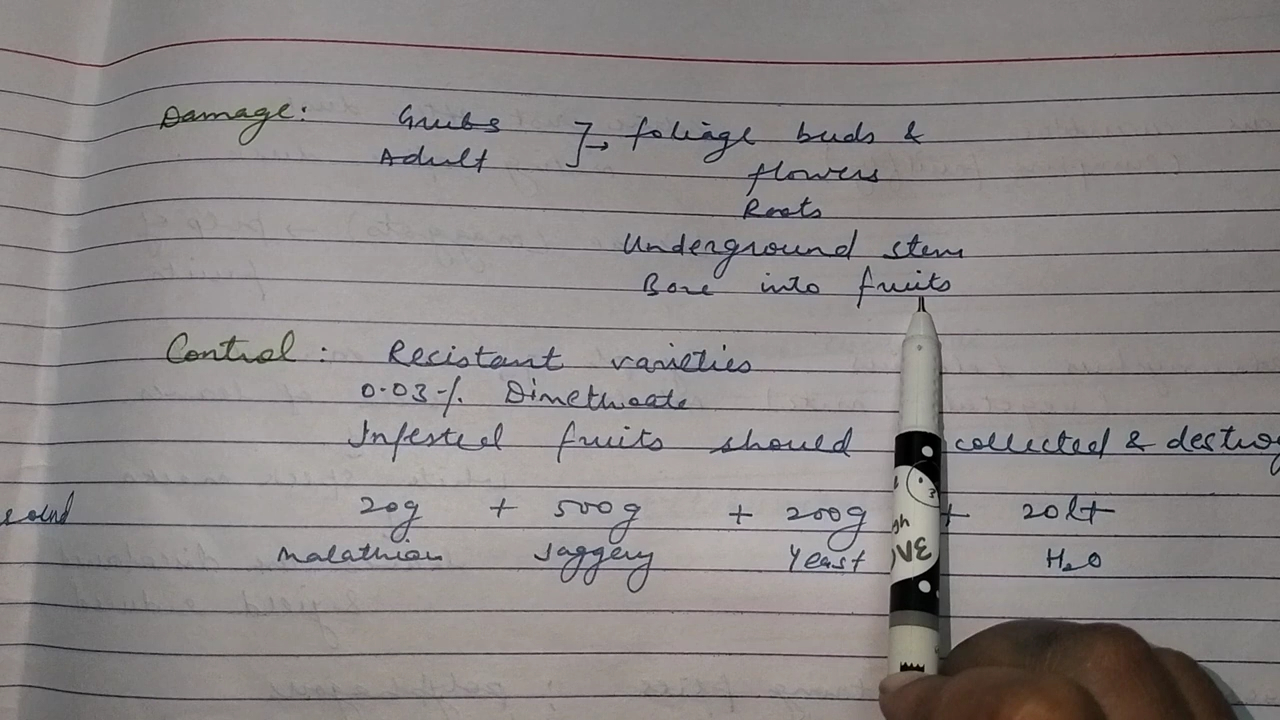 Damage: Grubs ] → foliage buds &
Adult flowers
Roots
Underground stem
Bore into fruits
Control : Resistant varieties
0.03 % Dimethoate
Infested fruits should collected & destroy
20g + 500g + 200g + 20lt
Malathion Jaggery Yeast H₂O